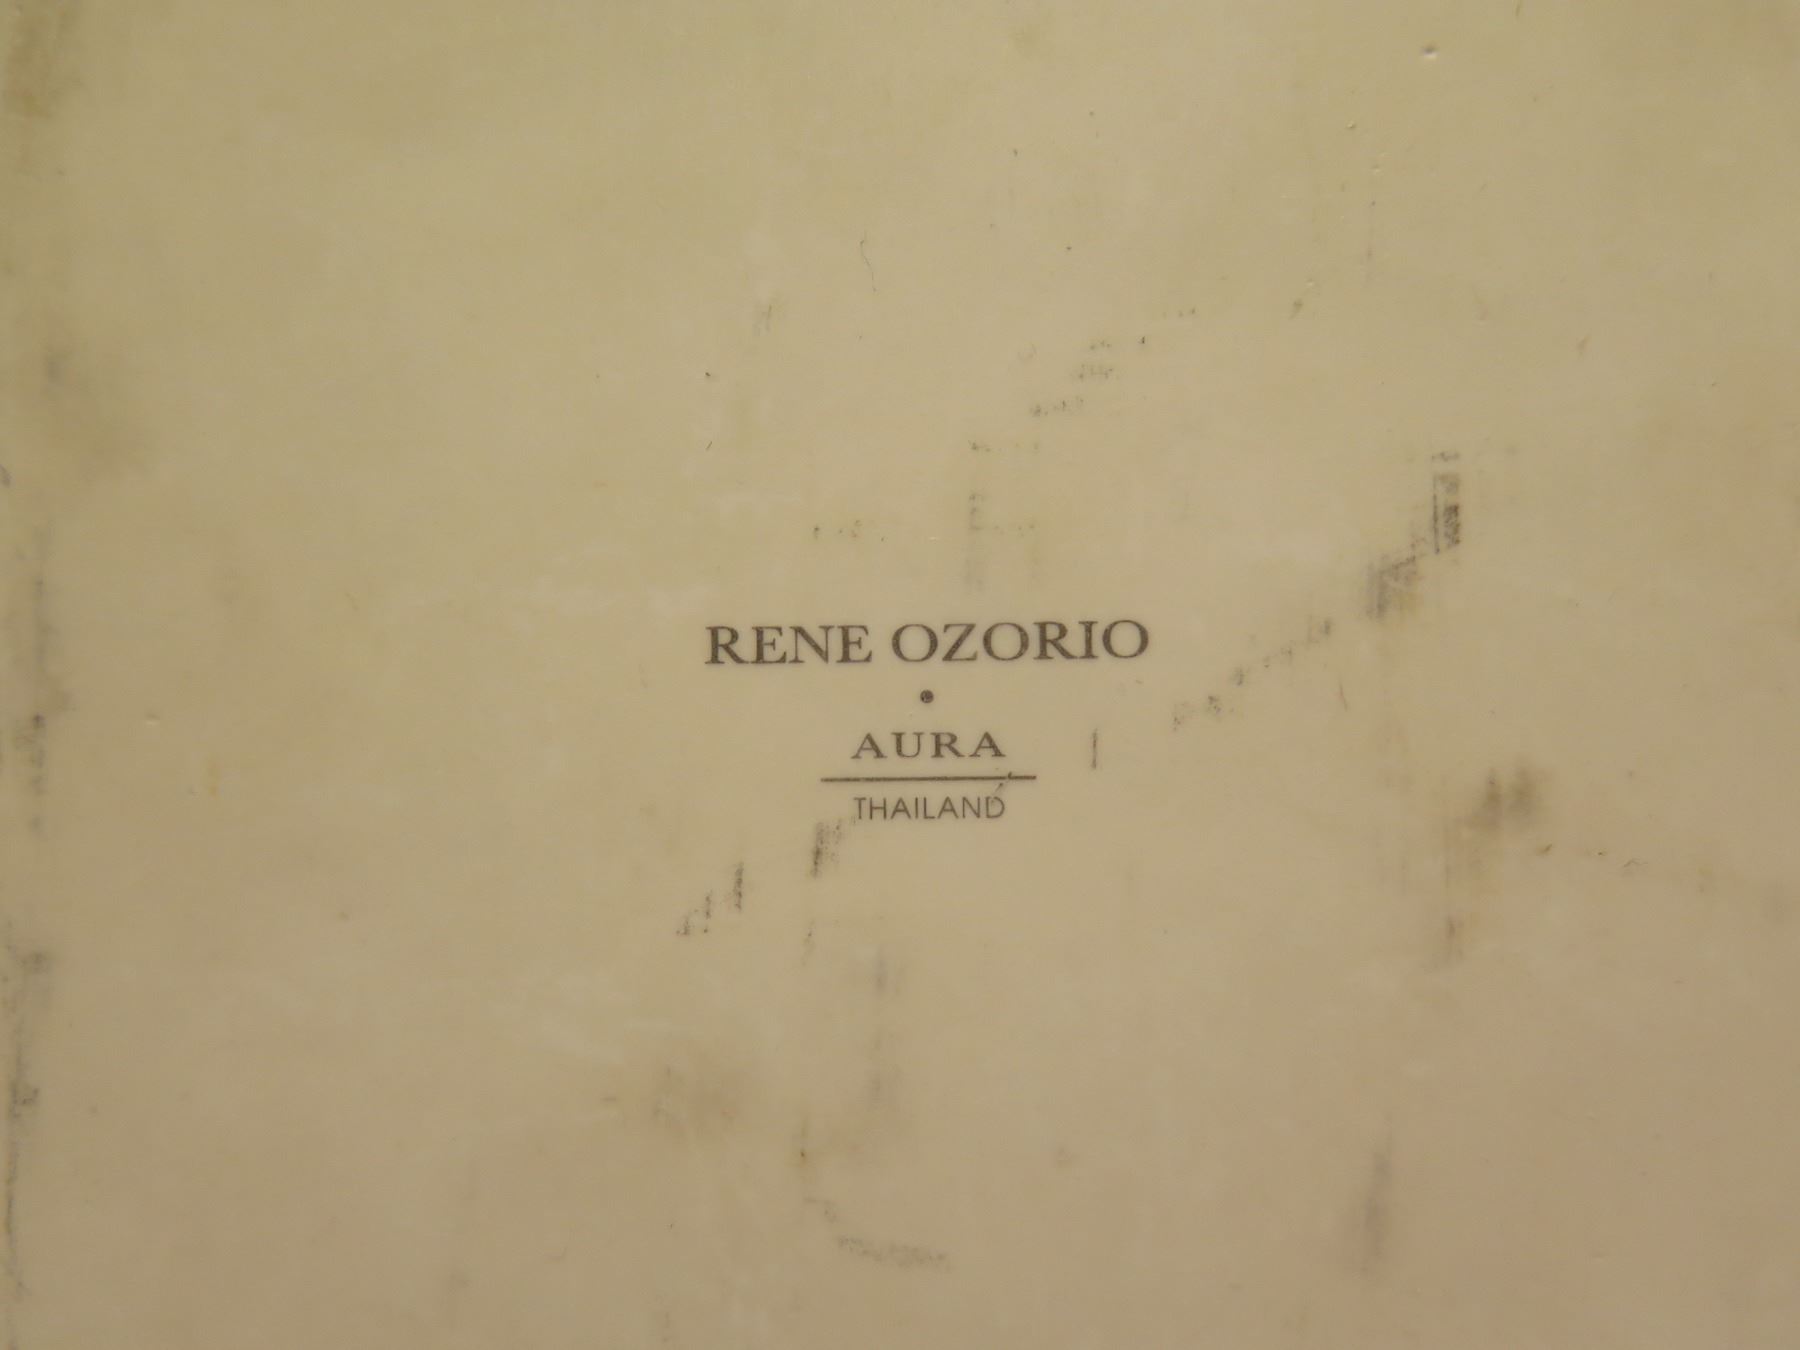 RENE OZORIO
•
AURA
THAILAND